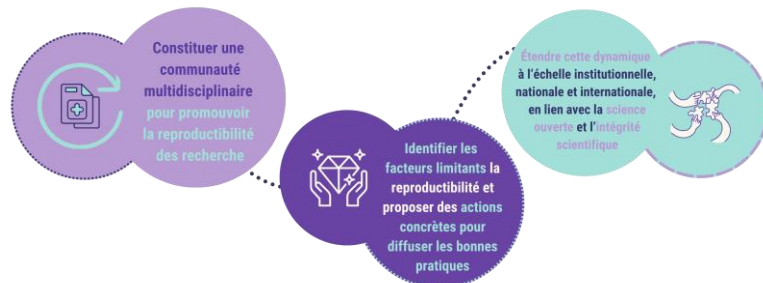 Constituer une
communauté
multidisciplinaire
pour promouvoir
la reproductibilité
des recherche
Identifier les
facteurs limitants la
reproductibilité et
proposer des actions
concrètes pour
diffuser les bonnes
pratiques
Étendre cette dynamique
à l'échelle institutionnelle,
nationale et internationale,
en lien avec la science
ouverte et l'intégrité
scientifique